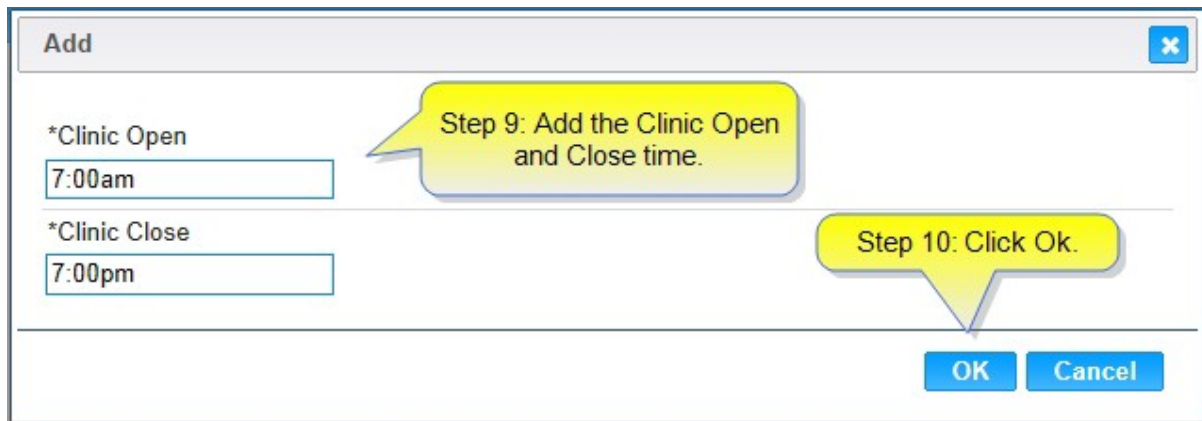 Add
*Clinic Open
7:00am
Step 9: Add the Clinic Open
and Close time.
*Clinic Close
7:00pm
Step 10: Click Ok.
OK
Cancel